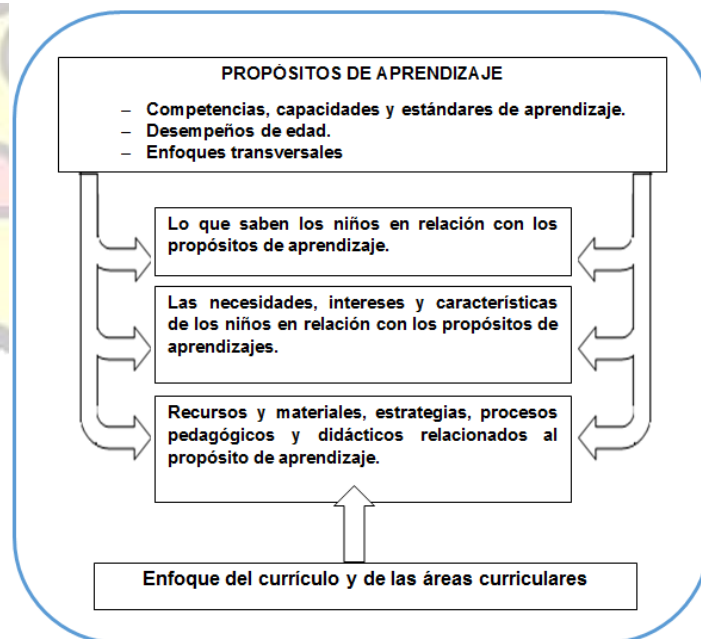 PROPÓSITOS DE APRENDIZAJE
– Competencias, capacidades y estándares de aprendizaje.
– Desempeños de edad.
– Enfoques transversales
Lo que saben los niños en relación con los
propósitos de aprendizaje.
Las necesidades, intereses y características
de los niños en relación con los propósitos de
aprendizajes.
Recursos y materiales, estrategias, procesos
pedagógicos y didácticos relacionados al
propósito de aprendizaje.
Enfoque del currículo y de las áreas curriculares